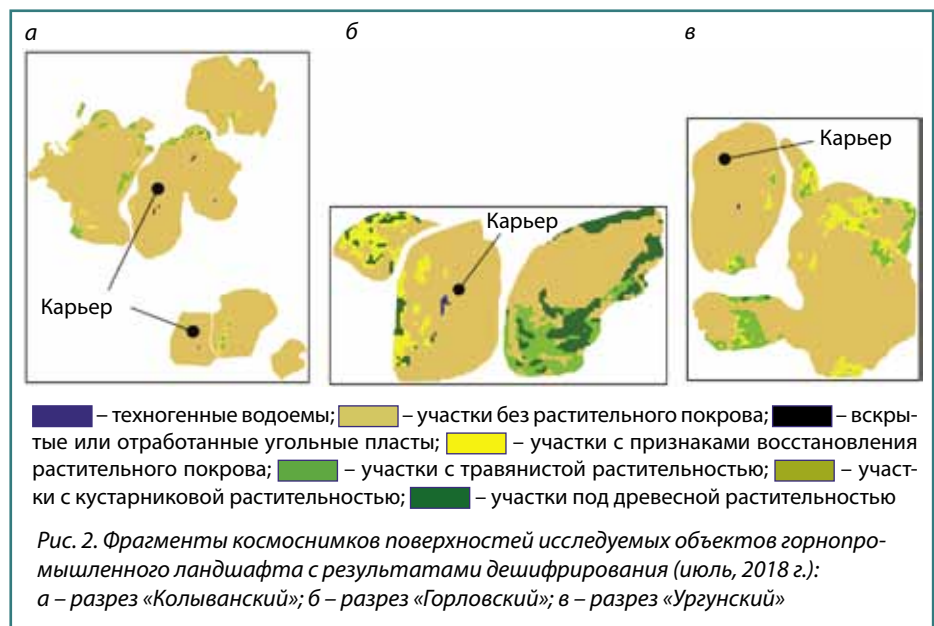 а
б
в
Карьер
Карьер
Карьер
– техногенные водоемы; – участки без растительного покрова; – вскры-
тые или отработанные угольные пласты; – участки с признаками восстановления
растительного покрова; – участки с травянистой растительностью; – участ-
ки с кустарниковой растительностью; – участки под древесной растительностью
Рис. 2. Фрагменты космоснимков поверхностей исследуемых объектов горнопро-
мышленного ландшафта с результатами дешифрирования (июль, 2018 г.):
а – разрез «Колыванский»; б – разрез «Горловский»; в – разрез «Ургунский»